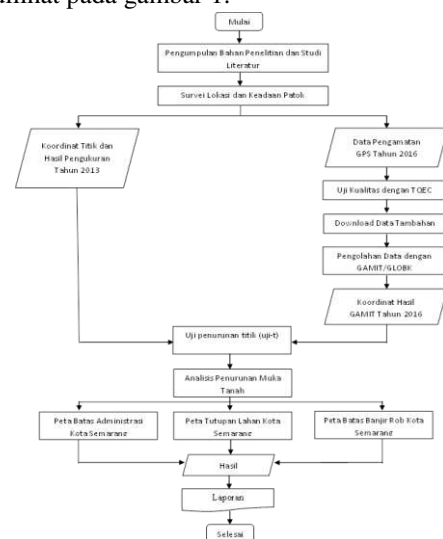 pada gambar 1.
Mulai
Pengumpulan Bahan Penelitian dan Studi
Literatur
Survei Lokasi dan Keadaan Patok
Koordinat Titik dan
Hasil Pengukuran
Tahun 2013
Data Pengamatan
GPS Tahun 2016
Uji Kualitas dengan TQEC
Download Data Tambahan
Pengolahan Data dengan
GAMIT/GLOBK
Koordinat Hasil
GAMIT Tahun 2016
Uji penurunan titik (uji-t)
Analisis Penurunan Muka
Tanah
Peta Batas Administrasi
Kota Semarang
Peta Tutupan Lahan Kota
Semarang
Peta Batas Banjir Rob Kota
Semarang
Hasil
Laporan
Selesai